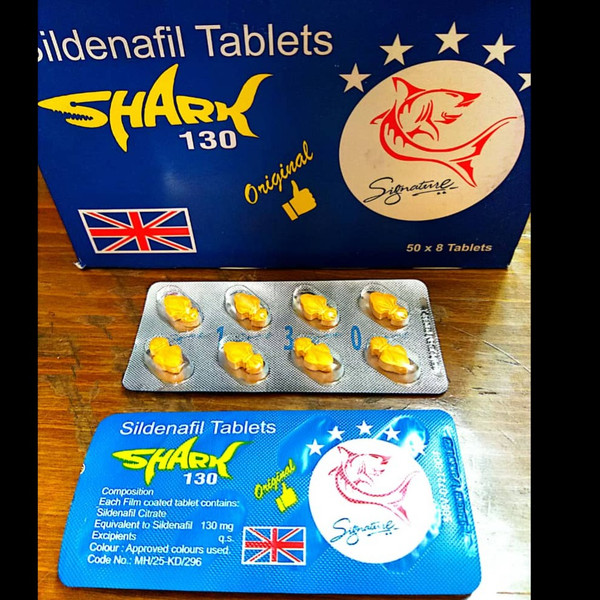 Sildenafil Tablets
SHARK
130
Original
Signature
50 x 8 Tablets
1 3 0
Sildenafil Tablets
SHARK
130
Original
Composition
Each Film coated tablet contains:
Sildenafil Citrate
Equivalent to Sildenafil 130 mg
Excipients q.s.
Colour : Approved colours used.
Code No.: MH/25-KD/296
Signature